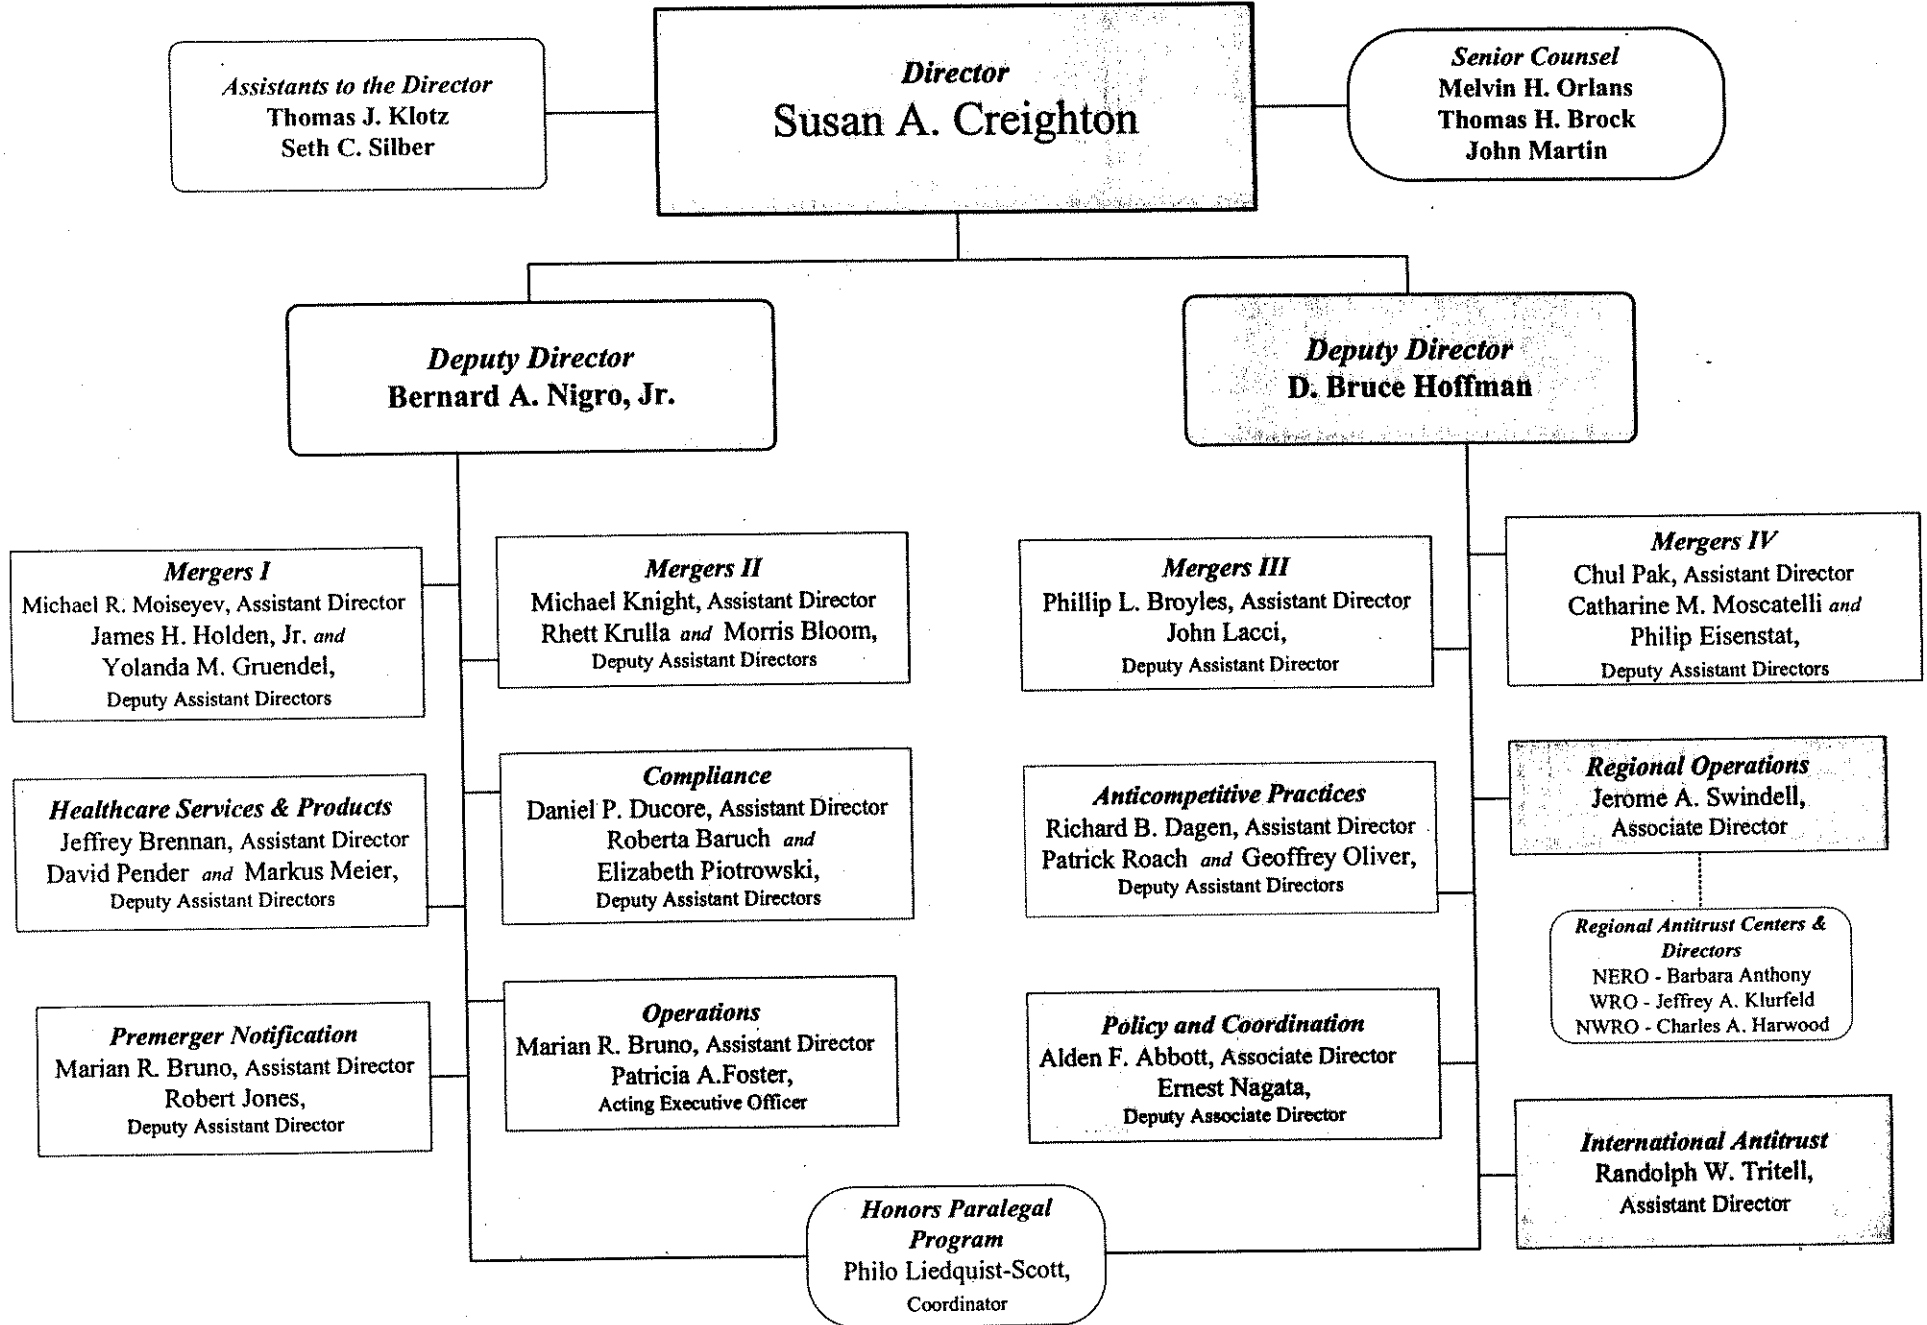 Assistants to the Director
Thomas J. Klotz
Seth C. Silber
Director
Susan A. Creighton
Senior Counsel
Melvin H. Orlans
Thomas H. Brock
John Martin
Deputy Director
Bernard A. Nigro, Jr.
Deputy Director
D. Bruce Hoffman
Mergers I
Michael R. Moiseyev, Assistant Director
James H. Holden, Jr. and
Yolanda M. Gruendel,
Deputy Assistant Directors
Mergers II
Michael Knight, Assistant Director
Rhett Krulla and Morris Bloom,
Deputy Assistant Directors
Mergers III
Phillip L. Broyles, Assistant Director
John Lacci,
Deputy Assistant Director
Mergers IV
Chul Pak, Assistant Director
Catharine M. Moscatelli and
Philip Eisenstat,
Deputy Assistant Directors
Healthcare Services & Products
Jeffrey Brennan, Assistant Director
David Pender and Markus Meier,
Deputy Assistant Directors
Compliance
Daniel P. Ducore, Assistant Director
Roberta Baruch and
Elizabeth Piotrowski,
Deputy Assistant Directors
Anticompetitive Practices
Richard B. Dagen, Assistant Director
Patrick Roach and Geoffrey Oliver,
Deputy Assistant Directors
Regional Operations
Jerome A. Swindell,
Associate Director
Regional Antitrust Centers &
Directors
NERO - Barbara Anthony
WRO - Jeffrey A. Klurfeld
NWRO - Charles A. Harwood
Premerger Notification
Marian R. Bruno, Assistant Director
Robert Jones,
Deputy Assistant Director
Operations
Marian R. Bruno, Assistant Director
Patricia A.Foster,
Acting Executive Officer
Policy and Coordination
Alden F. Abbott, Associate Director
Ernest Nagata,
Deputy Associate Director
International Antitrust
Randolph W. Tritell,
Assistant Director
Honors Paralegal
Program
Philo Liedquist-Scott,
Coordinator